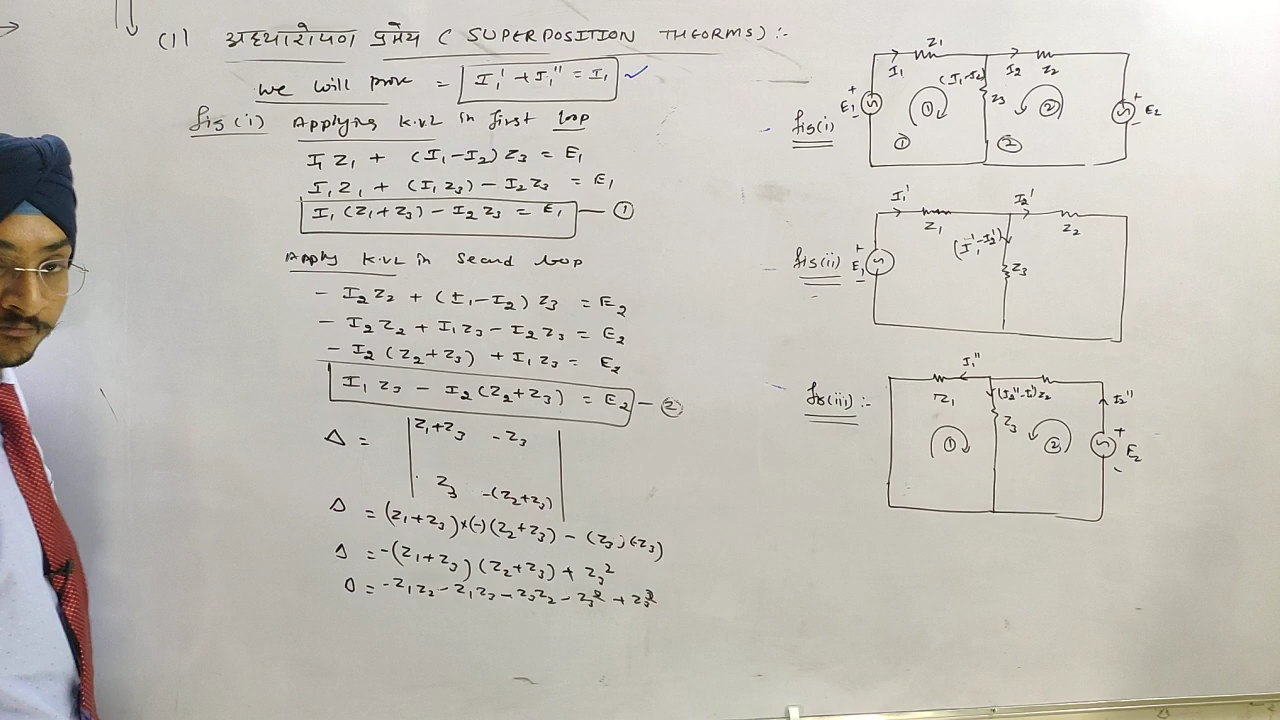 (1) अध्यारोपण प्रमेय ( SUPERPOSITION THEORMS) :-
we will prove = I₁' + I₁'' = I₁ ✓
fig (i) Applying K.V.L in first loop
I₁ Z₁ + (I₁-I₂) Z₃ = E₁
I₁ Z₁ + (I₁ Z₃) - I₂ Z₃ = E₁
I₁ (Z₁+Z₃) - I₂ Z₃ = E₁ — ①
Apply K.V.L in Second loop
- I₂ Z₂ + (I₁-I₂) Z₃ = E₂
- I₂ Z₂ + I₁ Z₃ - I₂ Z₃ = E₂
- I₂ (Z₂+Z₃) + I₁ Z₃ = E₂
I₁ Z₃ - I₂ (Z₂+Z₃) = E₂ — ②
Δ = | Z₁+Z₃ -Z₃ |
| Z₃ -(Z₂+Z₃) |
Δ = (Z₁+Z₃)×(-)(Z₂+Z₃) - (Z₃)(-Z₃)
Δ = -(Z₁+Z₃)(Z₂+Z₃) + Z₃²
Δ = -Z₁Z₂ - Z₁Z₃ - Z₃Z₂ - Z₃² + Z₃²
fig(i)
Z₁
I₁ (I₁-I₂) I₂ Z₂
E₁ + - ① Z₃ ② + - E₂
① ②
fig(ii)
I₁' I₂'
Z₁ (I₁'-I₂') Z₂
E₁ + - Z₃
fig(iii) :-
I₁''
Z₁ Z₂ I₂''
Z₃
① ② + - E₂